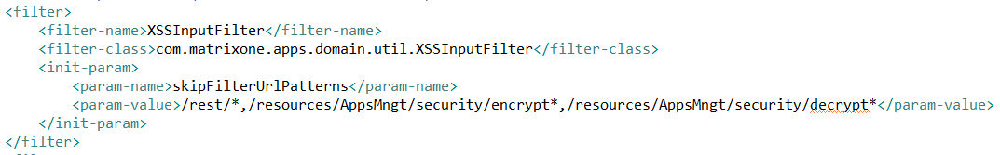 <filter>
<filter-name>XSSInputFilter</filter-name>
<filter-class>com.matrixone.apps.domain.util.XSSInputFilter</filter-class>
<init-param>
<param-name>skipFilterUrlPatterns</param-name>
<param-value>/rest/*,/resources/AppsMngt/security/encrypt*,/resources/AppsMngt/security/decrypt*</param-value>
</init-param>
</filter>